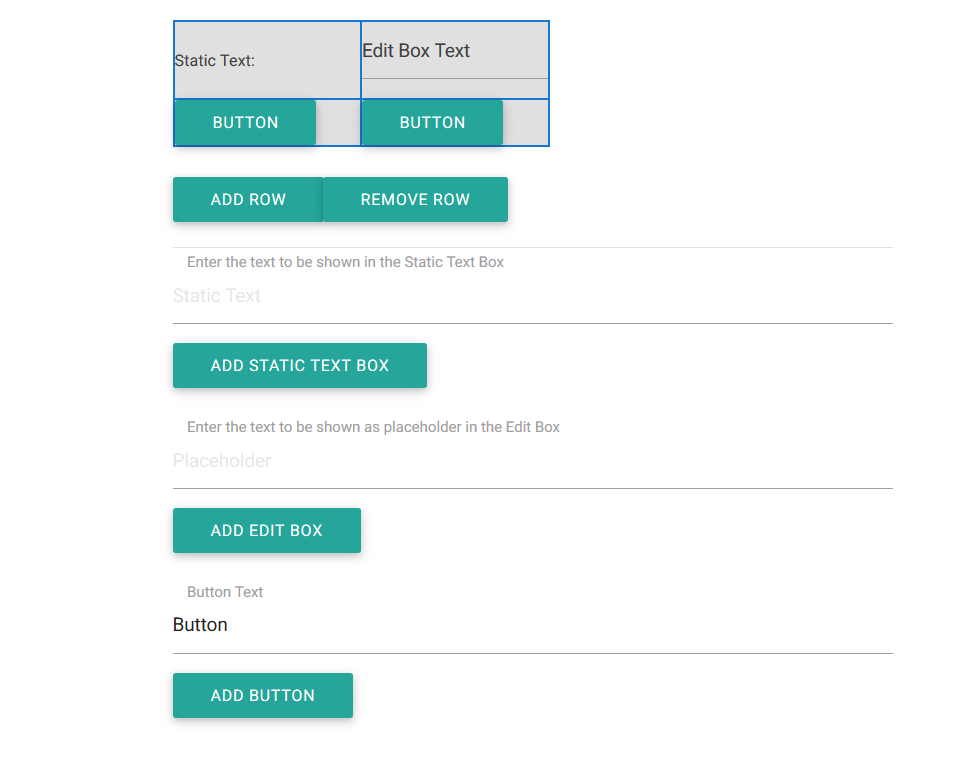 Static Text:
Edit Box Text
BUTTON
BUTTON
ADD ROW
REMOVE ROW
Enter the text to be shown in the Static Text Box
Static Text
ADD STATIC TEXT BOX
Enter the text to be shown as placeholder in the Edit Box
Placeholder
ADD EDIT BOX
Button Text
Button
ADD BUTTON